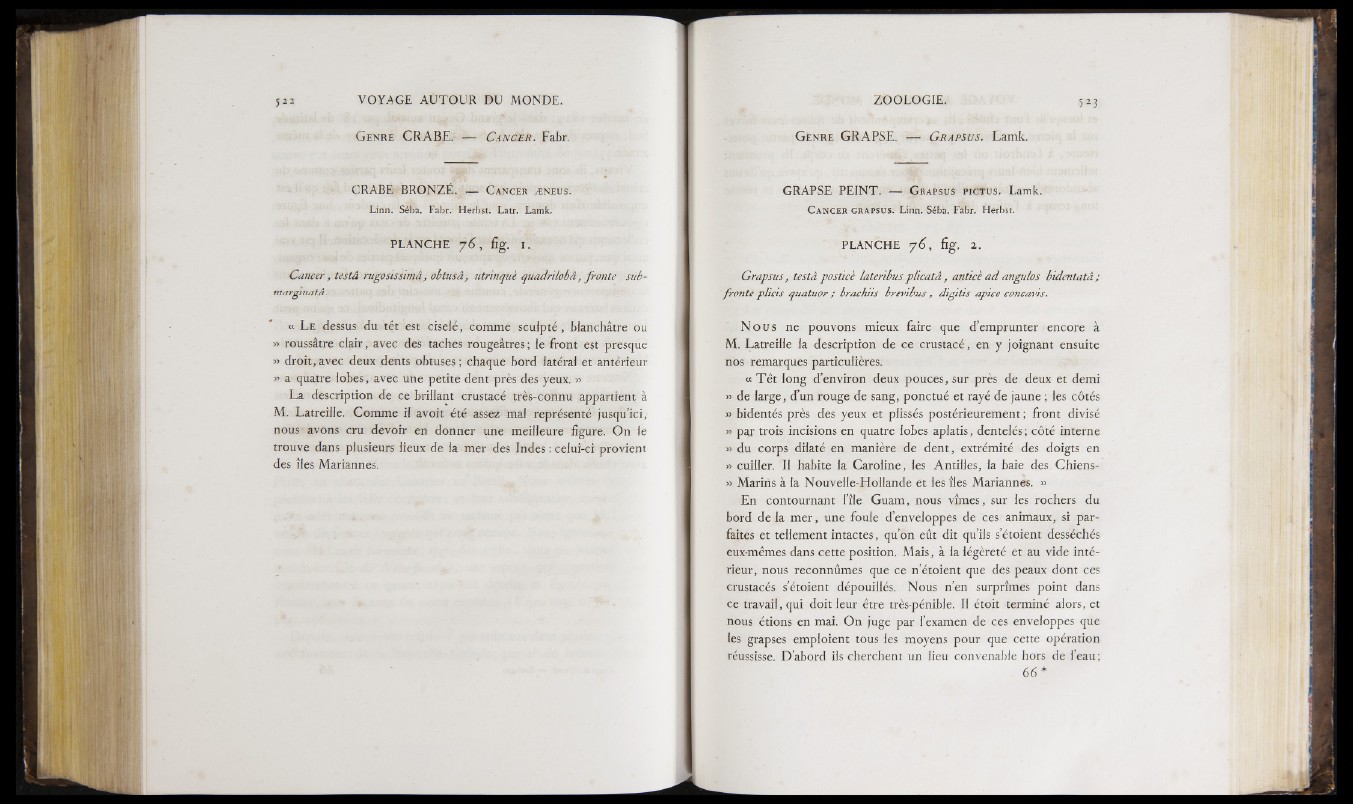 522 VOYAGE AUTOUR DU MONDE.
GENRE CRABE. — CANCER. Fabr.
CRABE BRONZÉ. — CANCER ÆNEUS.
Linn. Séba. Fabr. Herbst. Latr. Lamk.
PLANCHE 76, fig. 1.
Cancer, testâ rugosissimâ, obtusâ, utrinquè quadrilobâ, fronte sub-
marginatâ.
« LE dessus du têt est ciselé, comme sculpté, blanchâtre ou
» roussâtre clair, avec des taches rougeâtres; le front est presque
» droit, avec deux dents obtuses; chaque bord latéral et antérieur
» a quatre lobes, avec une petite dent près des yeux. »
La description de ce brillant crustacé très-connu appartient à
M. Latreille. Comme il avoit été assez mal représenté jusqu'ici,
nous avons cru devoir en donner une meilleure figure. On le
trouve dans plusieurs lieux de la mer des Indes : celui-ci provient
des îles Mariannes.
ZOOLOGIE. 523
GENRE GRAPSE. — GRAPSUS. Lamk.
GRAPSE PEINT. — GRAPSUS PICTUS. Lamk.
CANCER GRAPSUS. Linn. Séba. Fabr. Herbst.
PLANCHE 76, fig. 2.
Grapsus, testâ posticè lateribus plicatâ, anticè ad angulos bidentatâ;
fronte plicis quatuor; brachiis brevibus, digitis apice concavis.
NOUS ne pouvons mieux faire que d'emprunter encore à
M. Latreille la description de ce crustacé, en y joignant ensuite
nos remarques particulières.
« Têt long d'environ deux pouces, sur près de deux et demi
» de large, d'un rouge de sang, ponctué et rayé de jaune; les côtés
» bidentés près des yeux et plissés postérieurement; front divisé
» par trois incisions en quatre lobes aplatis, dentelés; côté interne
» du corps dilaté en manière de dent, extrémité des doigts en
» cuiller. Il habite la Caroline, les Antilles, la baie des Chiens-
» Marins à la Nouvelle-Hollande et les îles Mariannes. »
En contournant l'île Guam, nous vîmes, sur les rochers du
bord de la mer, une foule d'enveloppes de ces animaux, si par-
faites et tellement intactes, qu'on eût dit qu'ils s'étoient desséchés
eux-mêmes dans cette position. Mais, à la légèreté et au vide inté-
rieur, nous reconnûmes que ce n'étoient que des peaux dont ces
crustacés s'étoient dépouillés. Nous n'en surprîmes point dans
ce travail, qui doit leur être très-pénible. Il étoit terminé alors, et
nous étions en mai. On juge par l'examen de ces enveloppes que
les grapses emploient tous les moyens pour que cette opération
réussisse. D'abord ils cherchent un lieu convenable hors de l'eau;
66 *